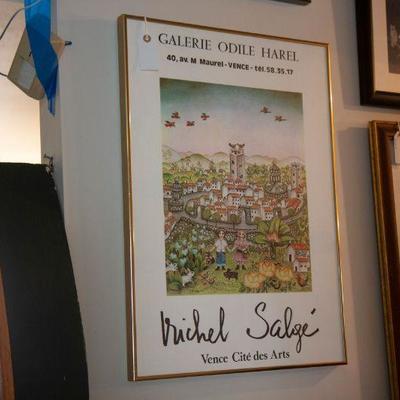 GALERIE ODILE HAREL
40, av. M Maurel - VENCE - tél. 58.35.17
Michel Salgé
Vence Cité des Arts